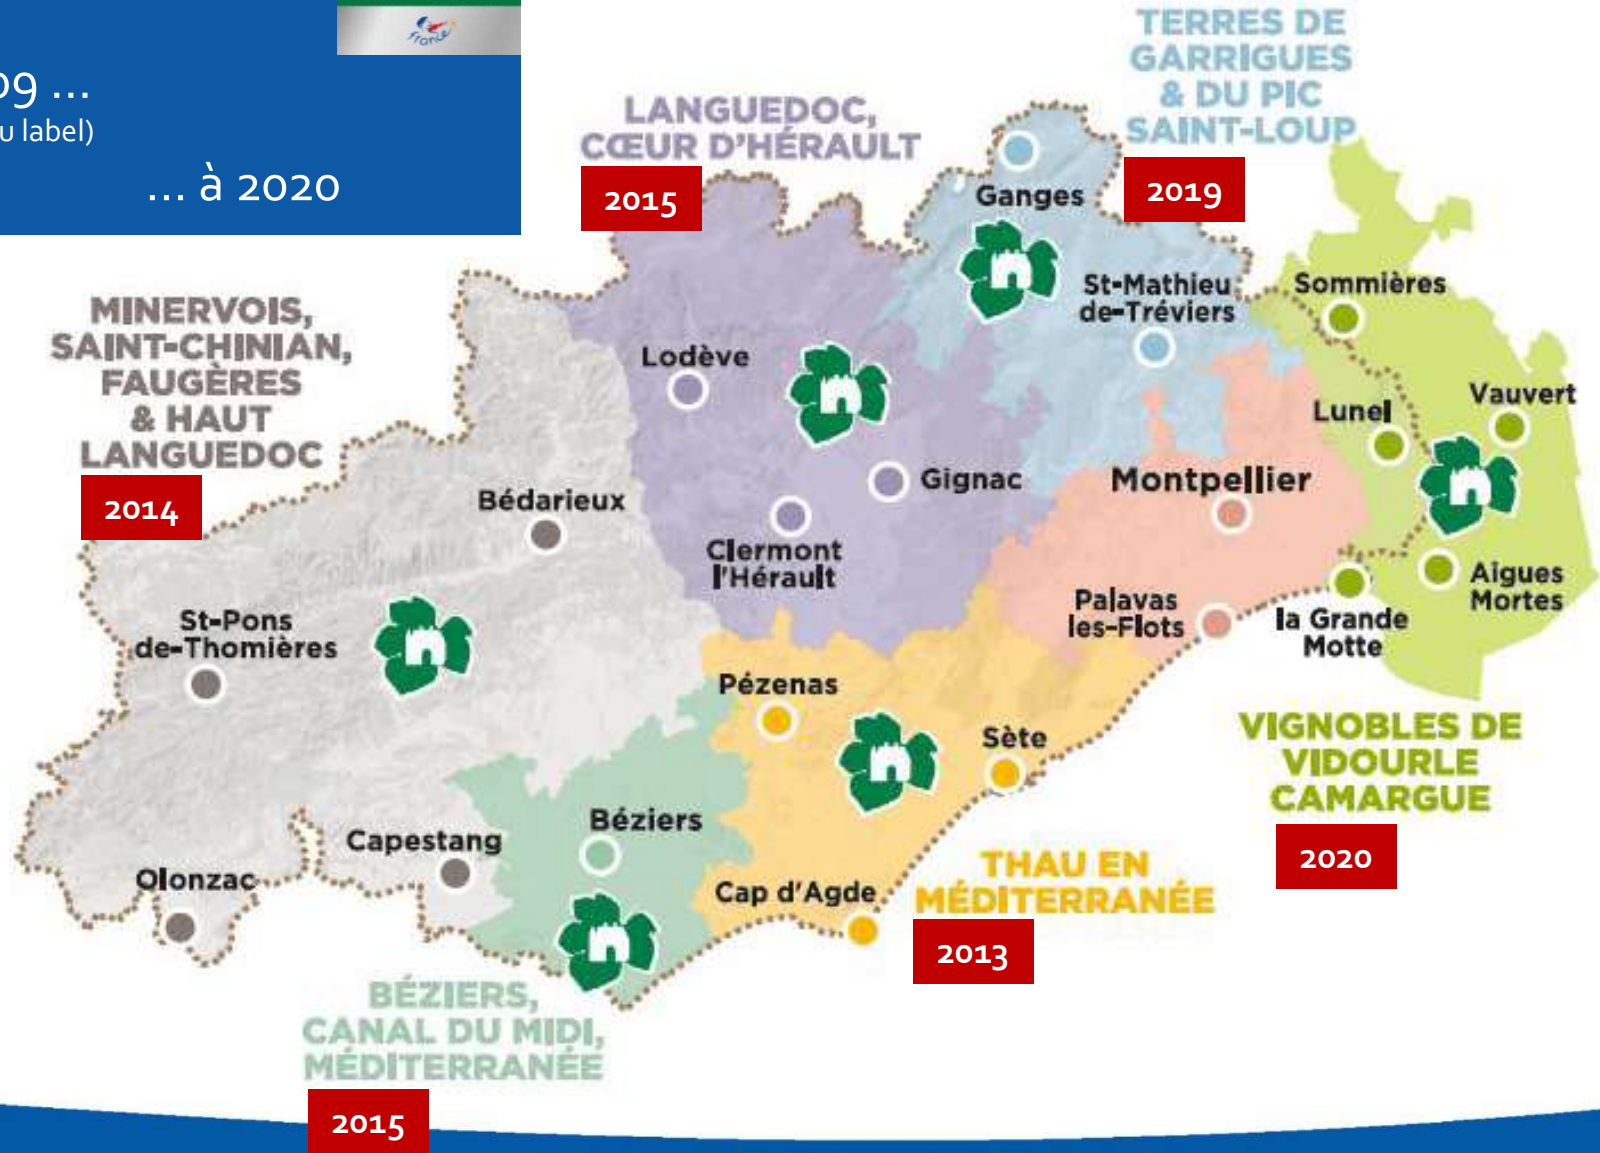 09 ...
u label)
... à 2020
France
TERRES DE
GARRIGUES
& DU PIC
SAINT-LOUP
2019
LANGUEDOC,
CŒUR D'HÉRAULT
2015
MINERVOIS,
SAINT-CHINIAN,
FAUGÈRES
& HAUT
LANGUEDOC
2014
Ganges
St-Mathieu
de-Tréviers
Sommières
Lodève
Vauvert
Lunel
Gignac
Montpellier
Bédarieux
Clermont
l'Hérault
Aigues
Mortes
Palavas
les-Flots
la Grande
Motte
St-Pons
de-Thomières
Pézenas
Sète
VIGNOBLES DE
VIDOURLE
CAMARGUE
2020
Béziers
Capestang
Olonzac
Cap d'Agde
THAU EN
MÉDITERRANÉE
2013
BÉZIERS,
CANAL DU MIDI,
MÉDITERRANÉE
2015